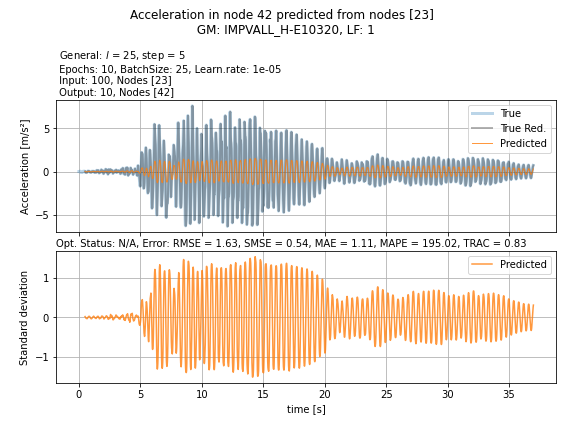 Acceleration in node 42 predicted from nodes [23]
GM: IMPVALL_H-E10320, LF: 1
General: l = 25, step = 5
Epochs: 10, BatchSize: 25, Learn.rate: 1e-05
Input: 100, Nodes [23]
Output: 10, Nodes [42]
True
True Red.
Predicted
Acceleration [m/s²]
5
0
−5
Opt. Status: N/A, Error: RMSE = 1.63, SMSE = 0.54, MAE = 1.11, MAPE = 195.02, TRAC = 0.83
Predicted
Standard deviation
1
0
−1
0 5 10 15 20 25 30 35
time [s]